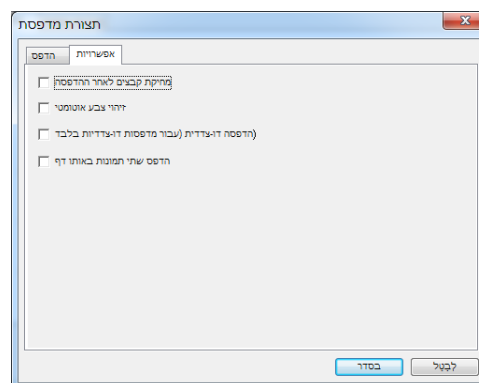 תצורת מדפסת
הדפס
אפשרויות
מחיקת קבצים לאחר ההדפסה
זיהוי צבע אוטומטי
הדפסה דו-צדדית (עבור מדפסות דו-צדדיות בלבד)
הדפס שתי תמונות באותו דף
בסדר
לְבַטֵל